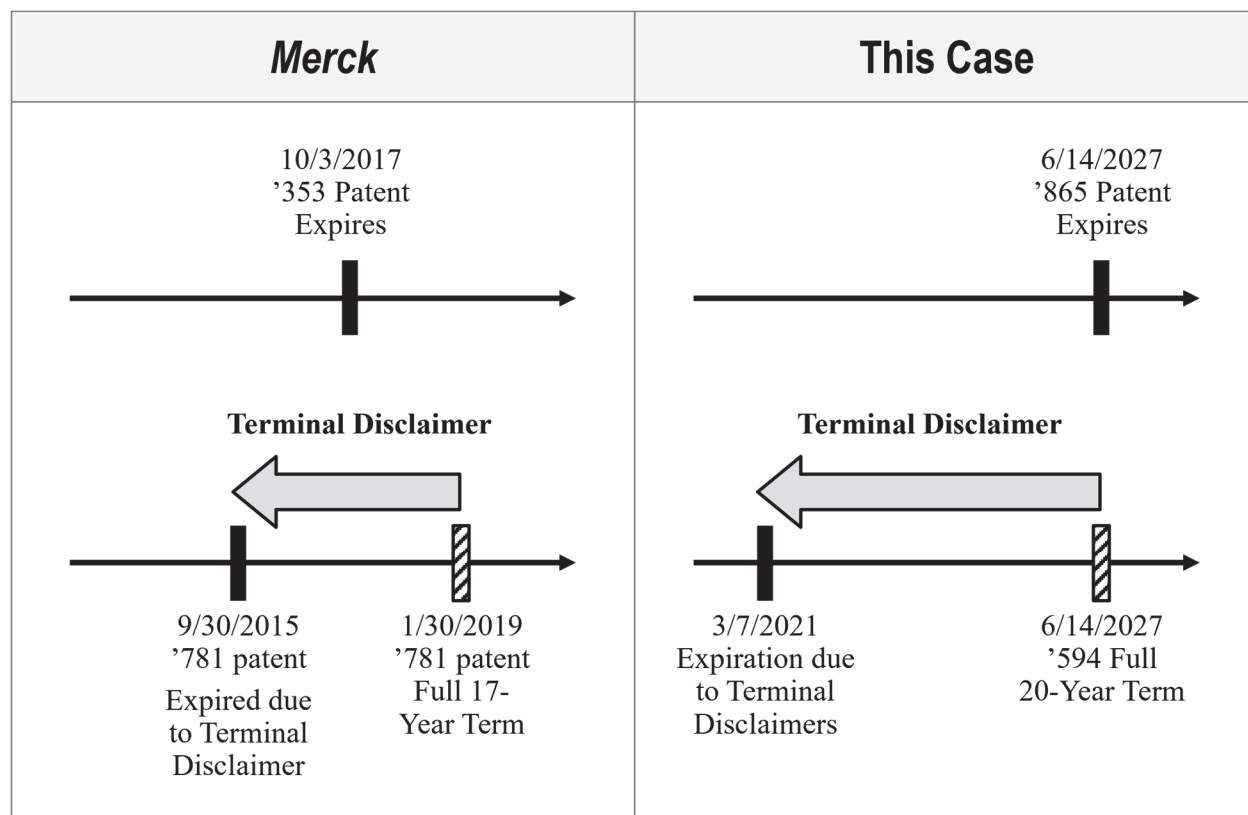 Merck
This Case
10/3/2017
’353 Patent
Expires
6/14/2027
’865 Patent
Expires
Terminal Disclaimer
Terminal Disclaimer
9/30/2015
’781 patent
Expired due
to Terminal
Disclaimer
1/30/2019
’781 patent
Full 17-
Year Term
3/7/2021
Expiration due
to Terminal
Disclaimers
6/14/2027
’594 Full
20-Year Term